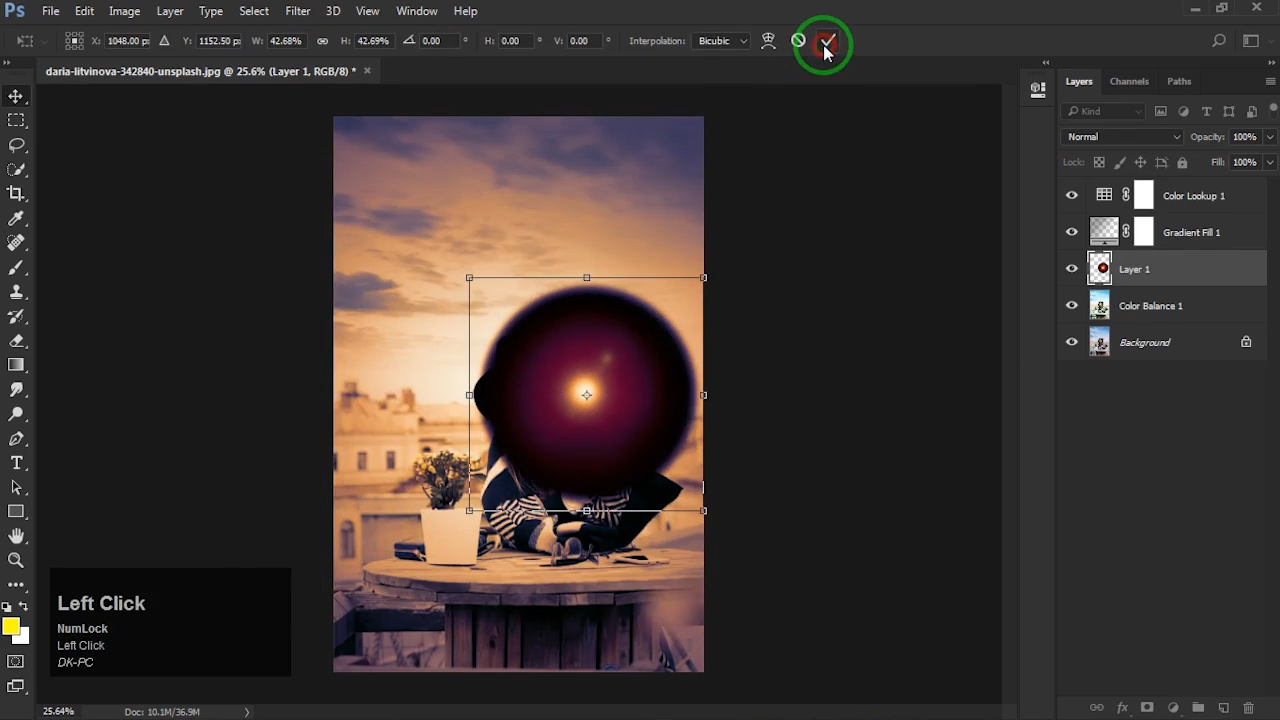 Ps File Edit Image Layer Type Select Filter 3D View Window Help
X: 1048.00 px Y: 1152.50 px W: 42.68% H: 42.69% 0.00 ° H: 0.00 ° V: 0.00 ° Interpolation: Bicubic
daria-litvinova-342840-unsplash.jpg @ 25.6% (Layer 1, RGB/8) *
Layers Channels Paths
Kind
Normal Opacity: 100%
Lock: Fill: 100%
Color Lookup 1
Gradient Fill 1
Layer 1
Color Balance 1
Background
Left Click
NumLock
Left Click
DK-PC
25.64% Doc: 10.1M/36.9M